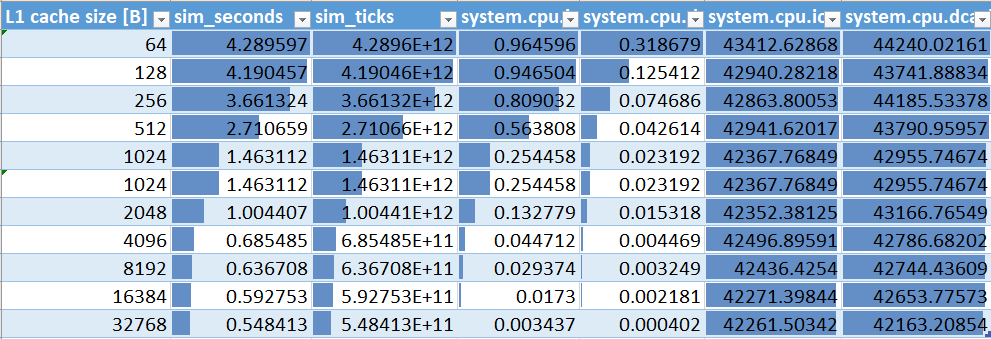 L1 cache size [B] sim_seconds sim_ticks system.cpu. system.cpu. system.cpu.ic system.cpu.dca
64 4.289597 4.2896E+12 0.964596 0.318679 43412.62868 44240.02161
128 4.190457 4.19046E+12 0.946504 0.125412 42940.28218 43741.88834
256 3.661324 3.66132E+12 0.809032 0.074686 42863.80053 44185.53378
512 2.710659 2.71066E+12 0.563808 0.042614 42941.62017 43790.95957
1024 1.463112 1.46311E+12 0.254458 0.023192 42367.76849 42955.74674
1024 1.463112 1.46311E+12 0.254458 0.023192 42367.76849 42955.74674
2048 1.004407 1.00441E+12 0.132779 0.015318 42352.38125 43166.76549
4096 0.685485 6.85485E+11 0.044712 0.004469 42496.89591 42786.68202
8192 0.636708 6.36708E+11 0.029374 0.003249 42436.4254 42744.43609
16384 0.592753 5.92753E+11 0.0173 0.002181 42271.39844 42653.77573
32768 0.548413 5.48413E+11 0.003437 0.000402 42261.50342 42163.20854